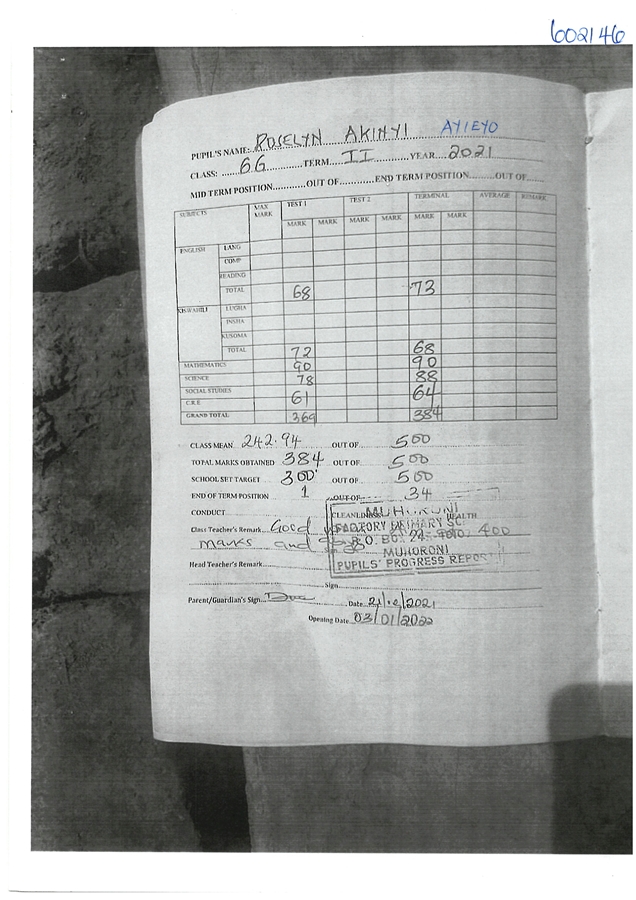 602146
PUPIL'S NAME: ROSELYN AKINYI AYIEYO
CLASS: 6G TERM II YEAR 2021
MID TERM POSITION............OUT OF............END TERM POSITION........OUT OF........
SUBJECTS MAX MARK TEST 1 TEST 2 TERMINAL AVERAGE REMARK
MARK MARK MARK MARK MARK MARK
ENGLISH LANG
COMP
READING
TOTAL 68 73
KISWAHILI LUGHA
INSHA
KUSOMA
TOTAL 72 68
MATHEMATICS 90 90
SCIENCE 78 88
SOCIAL STUDIES
C.R.E 61 64
GRAND TOTAL 369 384
CLASS MEAN 242.94 OUT OF 500
TOTAL MARKS OBTAINED 384 OUT OF 500
SCHOOL SET TARGET 300 OUT OF 500
END OF TERM POSITION 1 OUT OF 34
CONDUCT CLEANLINESS HEALTH
MUHORONI
FACTORY PRIMARY SC.
P.O. BOX 24-40107
MUHORONI
PUPILS' PROGRESS REPORT
Class Teacher's Remark Good 400
marks and
Head Teacher's Remark
Sign
Parent/Guardian's Sign Date 21/12/2021
Opening Date 03/01/2022